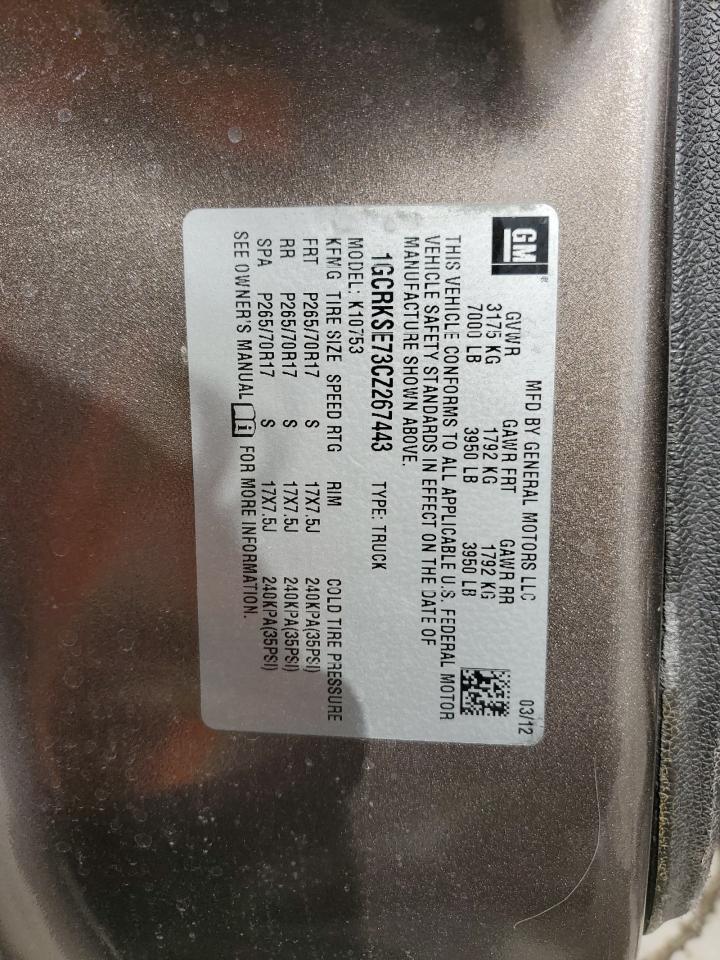 GM®
MFD BY GENERAL MOTORS LLC 03/12
GVWR GAWR FRT GAWR RR
3175 KG 1792 KG 1792 KG
7000 LB 3950 LB 3950 LB
THIS VEHICLE CONFORMS TO ALL APPLICABLE U.S. FEDERAL MOTOR
VEHICLE SAFETY STANDARDS IN EFFECT ON THE DATE OF
MANUFACTURE SHOWN ABOVE.
1GCRKSE73CZ267443 TYPE: TRUCK
MODEL: K10753
KFMG TIRE SIZE SPEED RTG RIM COLD TIRE PRESSURE
FRT P265/70R17 S 17X7.5J 240KPA(35PSI)
RR P265/70R17 S 17X7.5J 240KPA(35PSI)
SPA P265/70R17 S 17X7.5J 240KPA(35PSI)
SEE OWNER'S MANUAL i FOR MORE INFORMATION.